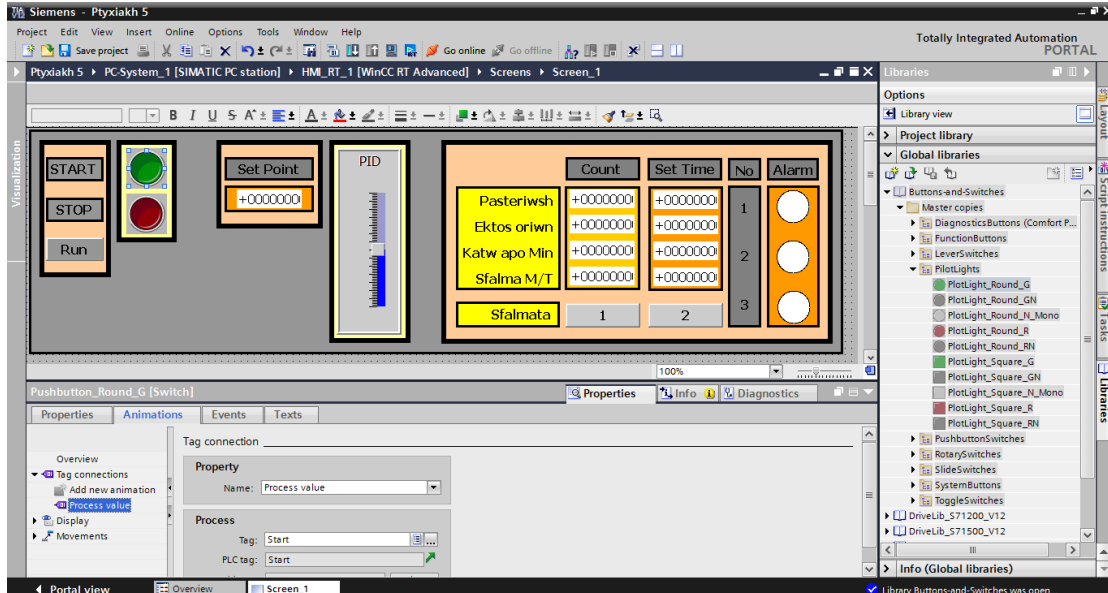 Siemens - Ptyxiakh 5
Project Edit View Insert Online Options Tools Window Help
Save project
Go online
Go offline
Totally Integrated Automation
PORTAL
Ptyxiakh 5 PC-System_1 [SIMATIC PC station] HMI_RT_1 [WinCC RT Advanced] Screens Screen_1
B I U S A A
Visualization
START
STOP
Run
Set Point
+0000000
PID
Count Set Time No Alarm
Pasteriwsh +0000000 +0000000
1
Ektos oriwn +0000000 +0000000
Katw apo Min +0000000 +0000000
2
Sfalma M/T +0000000 +0000000
3
Sfalmata 1 2
100%
Pushbutton_Round_G [Switch]
Properties Info Diagnostics
Properties Animations Events Texts
Overview
Tag connections
Add new animation
Process value
Display
Movements
Tag connection
Property
Name: Process value
Process
Tag: Start
PLC tag: Start
Libraries
Options
Library view
Project library
Global libraries
Buttons-and-Switches
Master copies
DiagnosticsButtons (Comfort P...
FunctionButtons
LeverSwitches
PilotLights
PlotLight_Round_G
PlotLight_Round_GN
PlotLight_Round_N_Mono
PlotLight_Round_R
PlotLight_Round_RN
PlotLight_Square_G
PlotLight_Square_GN
PlotLight_Square_N_Mono
PlotLight_Square_R
PlotLight_Square_RN
PushbuttonSwitches
RotarySwitches
SlideSwitches
SystemButtons
ToggleSwitches
DriveLib_S71200_V12
DriveLib_S71500_V12
Info (Global libraries)
Layout
Script instructions
Tasks
Libraries
Portal view
Overview
Screen_1
Library Buttons-and-Switches was open